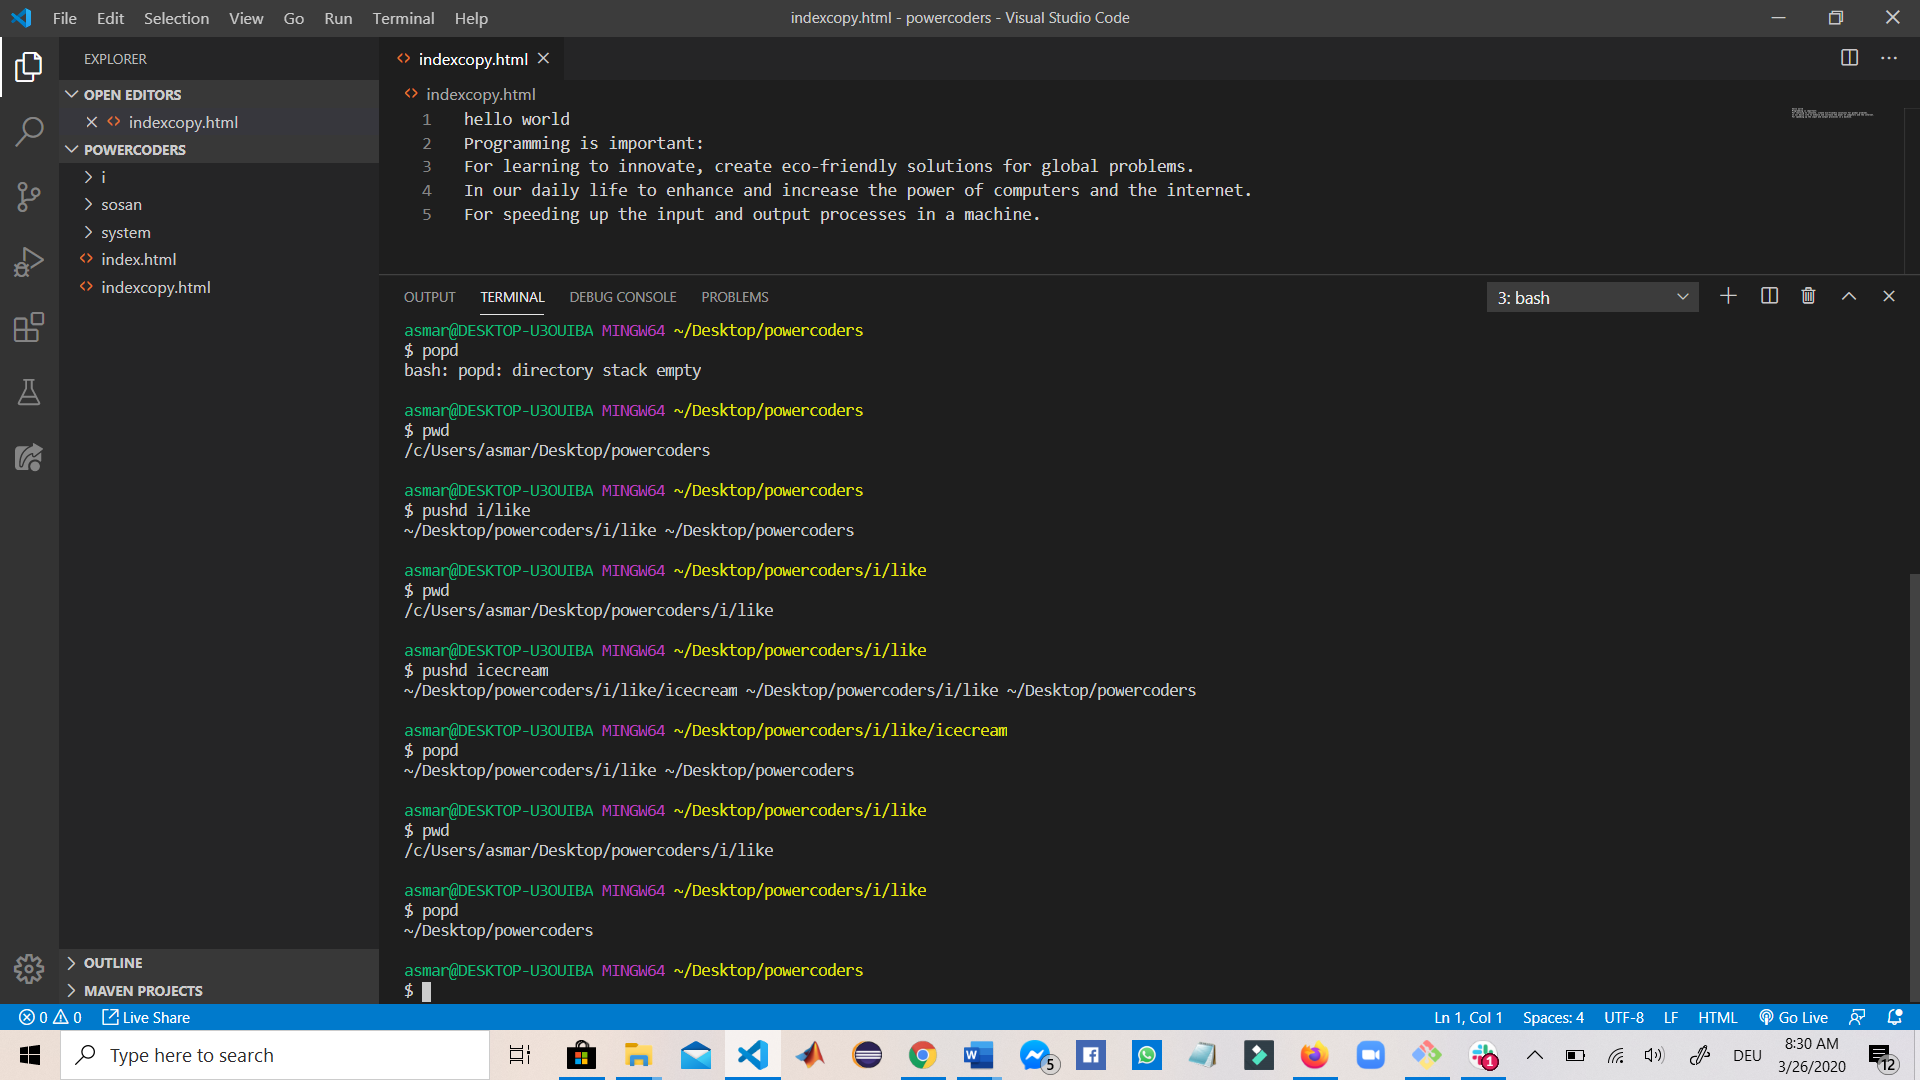 File Edit Selection View Go Run Terminal Help
indexcopy.html - powercoders - Visual Studio Code
EXPLORER
OPEN EDITORS
indexcopy.html
POWERCODERS
i
sosan
system
index.html
indexcopy.html
OUTLINE
MAVEN PROJECTS
indexcopy.html
indexcopy.html
1 hello world
2 Programming is important:
3 For learning to innovate, create eco-friendly solutions for global problems.
4 In our daily life to enhance and increase the power of computers and the internet.
5 For speeding up the input and output processes in a machine.
OUTPUT TERMINAL DEBUG CONSOLE PROBLEMS
3: bash
asmar@DESKTOP-U3OUIBA MINGW64 ~/Desktop/powercoders
$ popd
bash: popd: directory stack empty
asmar@DESKTOP-U3OUIBA MINGW64 ~/Desktop/powercoders
$ pwd
/c/Users/asmar/Desktop/powercoders
asmar@DESKTOP-U3OUIBA MINGW64 ~/Desktop/powercoders
$ pushd i/like
~/Desktop/powercoders/i/like ~/Desktop/powercoders
asmar@DESKTOP-U3OUIBA MINGW64 ~/Desktop/powercoders/i/like
$ pwd
/c/Users/asmar/Desktop/powercoders/i/like
asmar@DESKTOP-U3OUIBA MINGW64 ~/Desktop/powercoders/i/like
$ pushd icecream
~/Desktop/powercoders/i/like/icecream ~/Desktop/powercoders/i/like ~/Desktop/powercoders
asmar@DESKTOP-U3OUIBA MINGW64 ~/Desktop/powercoders/i/like/icecream
$ popd
~/Desktop/powercoders/i/like ~/Desktop/powercoders
asmar@DESKTOP-U3OUIBA MINGW64 ~/Desktop/powercoders/i/like
$ pwd
/c/Users/asmar/Desktop/powercoders/i/like
asmar@DESKTOP-U3OUIBA MINGW64 ~/Desktop/powercoders/i/like
$ popd
~/Desktop/powercoders
asmar@DESKTOP-U3OUIBA MINGW64 ~/Desktop/powercoders
$
0 0 Live Share
Ln 1, Col 1 Spaces: 4 UTF-8 LF HTML Go Live
Type here to search
5
1
DEU
8:30 AM
3/26/2020
12